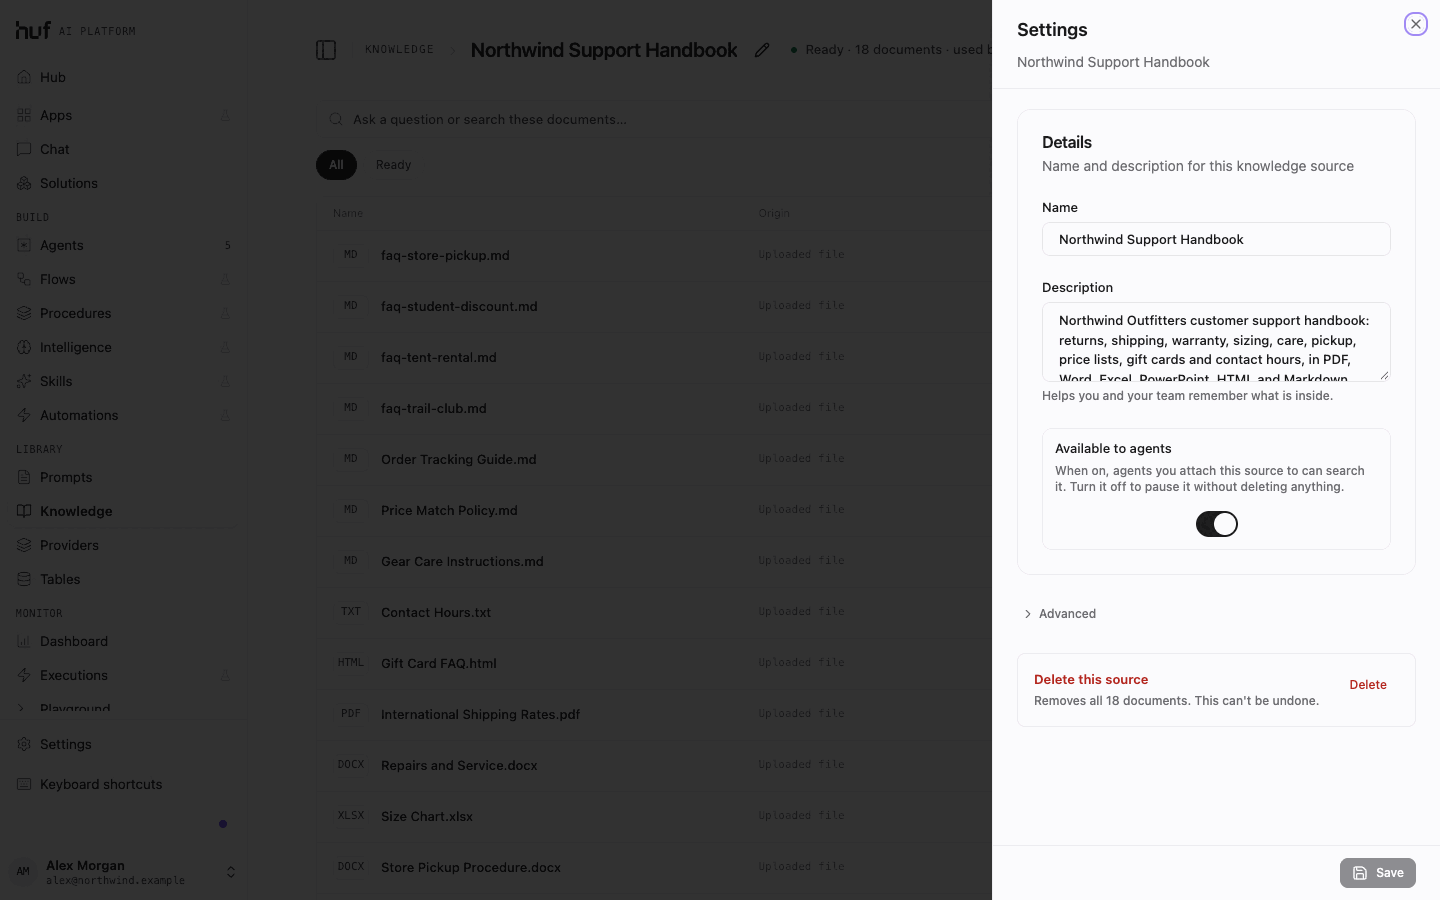 huf AI PLATFORM
Hub
Apps
Chat
Solutions
BUILD
Agents 5
Flows
Procedures
Intelligence
Skills
Automations
LIBRARY
Prompts
Knowledge
Providers
Tables
MONITOR
Dashboard
Executions
Playground
Settings
Keyboard shortcuts
AM
Alex Morgan
alex@northwind.example
KNOWLEDGE
Northwind Support Handbook
Ready · 18 documents · used
Ask a question or search these documents...
All Ready
Name Origin
MD faq-store-pickup.md Uploaded file
MD faq-student-discount.md Uploaded file
MD faq-tent-rental.md Uploaded file
MD faq-trail-club.md Uploaded file
MD Order Tracking Guide.md Uploaded file
MD Price Match Policy.md Uploaded file
MD Gear Care Instructions.md Uploaded file
TXT Contact Hours.txt Uploaded file
HTML Gift Card FAQ.html Uploaded file
PDF International Shipping Rates.pdf Uploaded file
DOCX Repairs and Service.docx Uploaded file
XLSX Size Chart.xlsx Uploaded file
DOCX Store Pickup Procedure.docx Uploaded file
Settings
Northwind Support Handbook
Details
Name and description for this knowledge source
Name
Northwind Support Handbook
Description
Northwind Outfitters customer support handbook:
returns, shipping, warranty, sizing, care, pickup,
price lists, gift cards and contact hours, in PDF,
Word, Excel, PowerPoint, HTML and Markdown
Helps you and your team remember what is inside.
Available to agents
When on, agents you attach this source to can search
it. Turn it off to pause it without deleting anything.
Advanced
Delete this source
Removes all 18 documents. This can't be undone.
Delete
Save